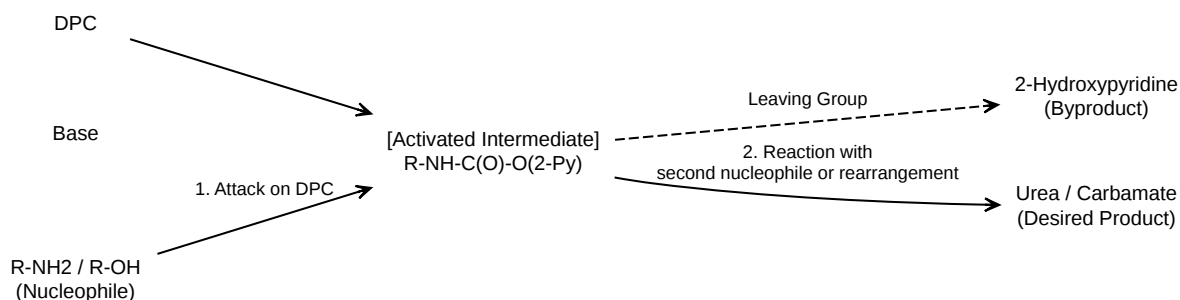 DPC
Base
R-NH2 / R-OH
(Nucleophile)
1. Attack on DPC
[Activated Intermediate]
R-NH-C(O)-O(2-Py)
Leaving Group
2. Reaction with
second nucleophile or rearrangement
2-Hydroxypyridine
(Byproduct)
Urea / Carbamate
(Desired Product)